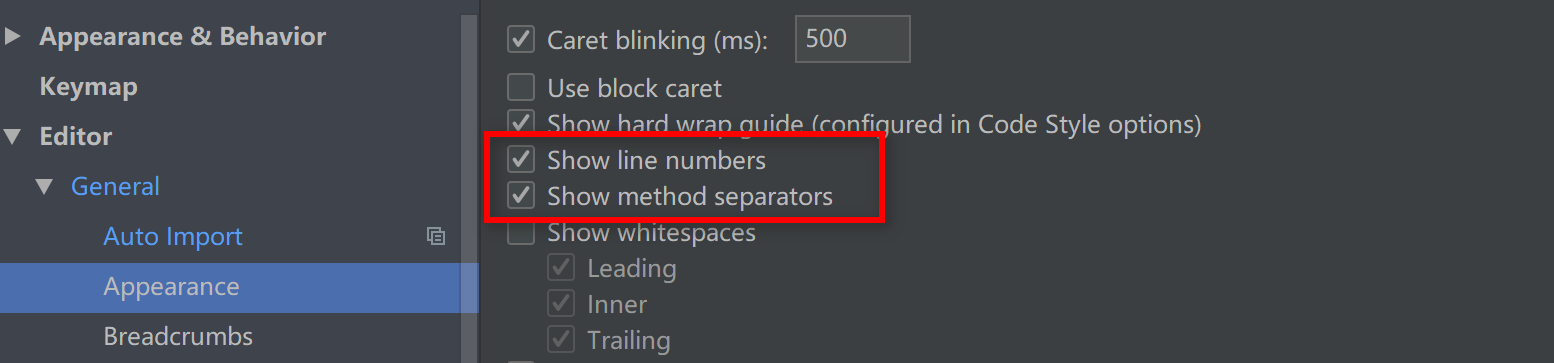 Appearance & Behavior
Keymap
Editor
General
Auto Import
Appearance
Breadcrumbs
Caret blinking (ms): 500
Use block caret
Show hard wrap guide (configured in Code Style options)
Show line numbers
Show method separators
Show whitespaces
Leading
Inner
Trailing